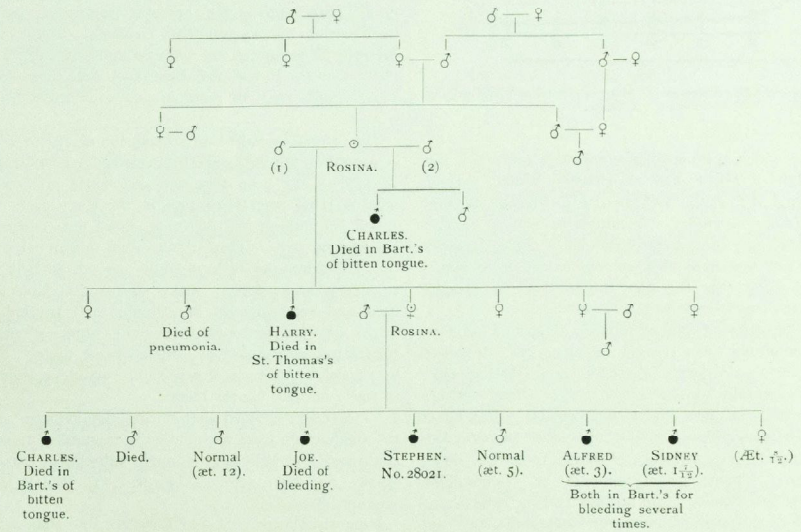 (1) ROSINA. (2)
CHARLES.
Died in Bart.'s
of bitten tongue.
Died of
pneumonia.
HARRY.
Died in
St. Thomas's
of bitten
tongue.
ROSINA.
CHARLES.
Died in
Bart.'s of
bitten
tongue.
Died.
Normal
(æt. 12).
JOE.
Died of
bleeding.
STEPHEN.
No. 28021.
Normal
(æt. 5).
ALFRED
(æt. 3).
SIDNEY
(æt. 1
Both in Bart.'s for
bleeding several
times.
(Æt.